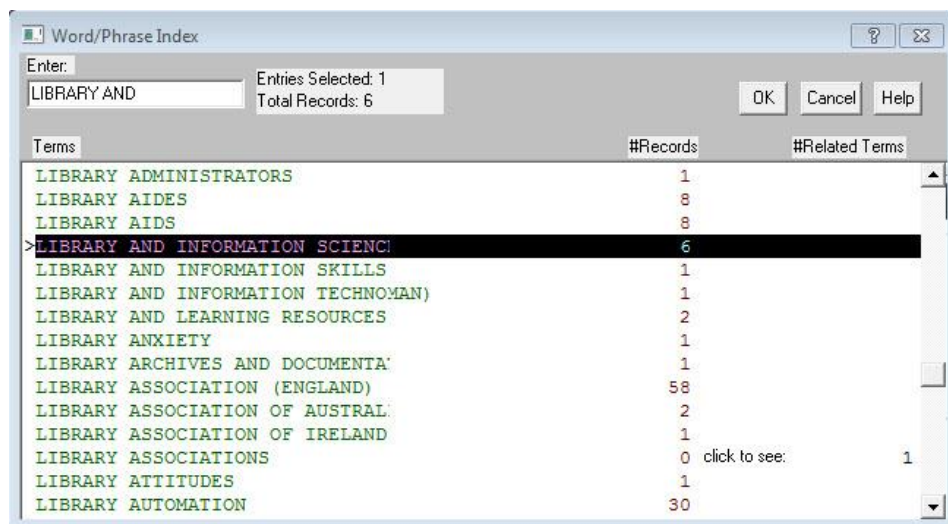 Word/Phrase Index
Enter:
LIBRARY AND
Entries Selected: 1
Total Records: 6
OK Cancel Help
Terms #Records #Related Terms
LIBRARY ADMINISTRATORS 1
LIBRARY AIDES 8
LIBRARY AIDS 8
>LIBRARY AND INFORMATION SCIENC 6
LIBRARY AND INFORMATION SKILLS 1
LIBRARY AND INFORMATION TECHNOMAN) 1
LIBRARY AND LEARNING RESOURCES 2
LIBRARY ANXIETY 1
LIBRARY ARCHIVES AND DOCUMENTA 1
LIBRARY ASSOCIATION (ENGLAND) 58
LIBRARY ASSOCIATION OF AUSTRAL 2
LIBRARY ASSOCIATION OF IRELAND 1
LIBRARY ASSOCIATIONS 0 click to see: 1
LIBRARY ATTITUDES 1
LIBRARY AUTOMATION 30